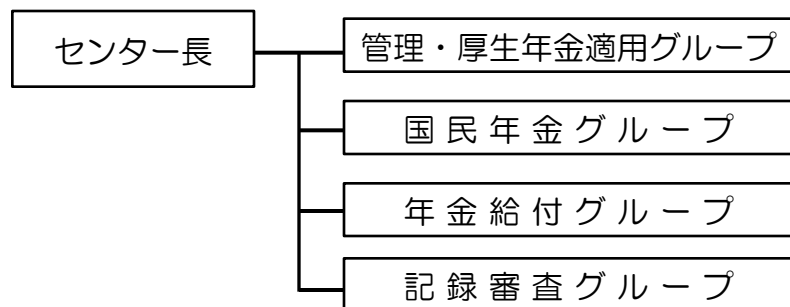 センター長
管理・厚生年金適用グループ
国民年金グループ
年金給付グループ
記録審査グループ